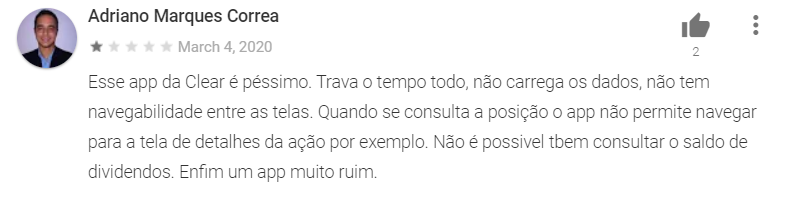 Adriano Marques Correa
March 4, 2020
2
Esse app da Clear é péssimo. Trava o tempo todo, não carrega os dados, não tem
navegabilidade entre as telas. Quando se consulta a posição o app não permite navegar
para a tela de detalhes da ação por exemplo. Não é possivel tbem consultar o saldo de
dividendos. Enfim um app muito ruim.